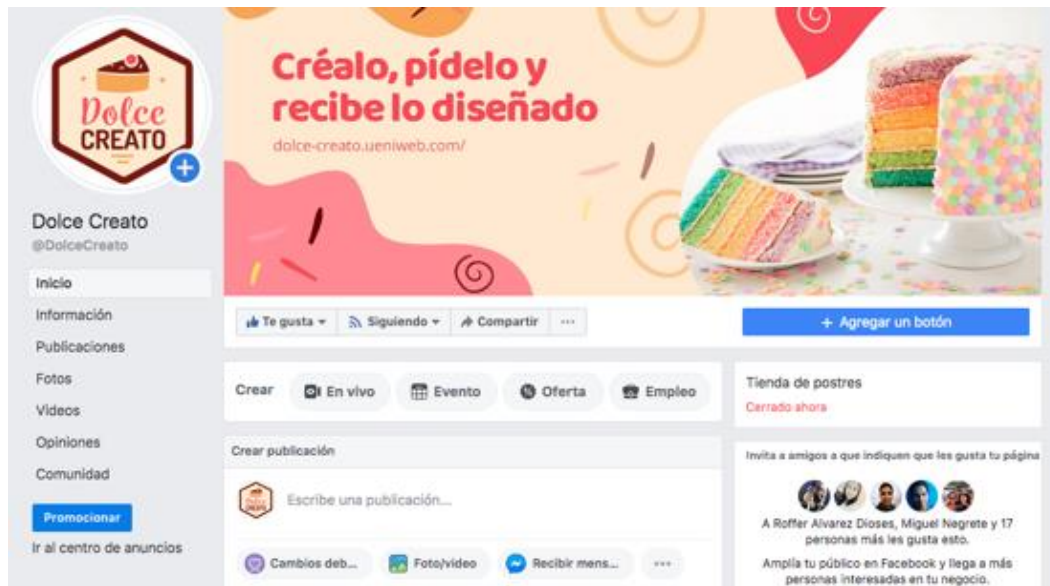 Dolce
CREATO
Créalo, pídelo y
recibe lo diseñado
dolce-creato.ueniweb.com/
Dolce Creato
@DolceCreato
Inicio
Información
Publicaciones
Fotos
Videos
Opiniones
Comunidad
Promocionar
Ir al centro de anuncios
Te gusta
Siguiendo
Compartir
...
+ Agregar un botón
Crear
En vivo
Evento
Oferta
Empleo
Crear publicación
Escribe una publicación...
Cambios deb...
Foto/video
Recibir mens...
...
Tienda de postres
Cerrado ahora
Invita a amigos a que indiquen que les gusta tu página
A Roffer Alvarez Dioses, Miguel Negrete y 17
personas más les gusta esto.
Amplía tu público en Facebook y llega a más
personas interesadas en tu negocio.